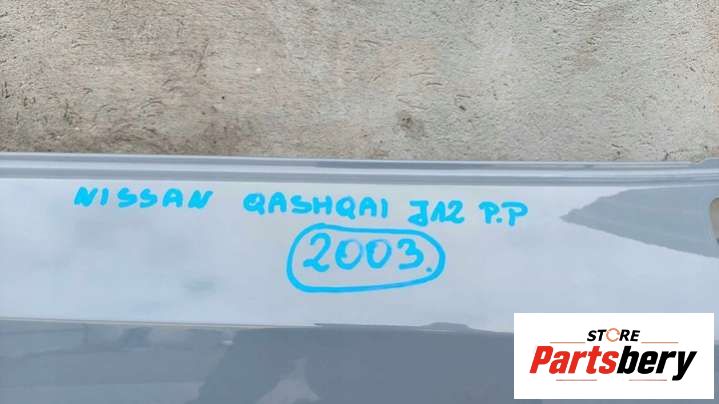 NISSAN QASHQAI J12 P.P
2003.
STORE
Partsbery